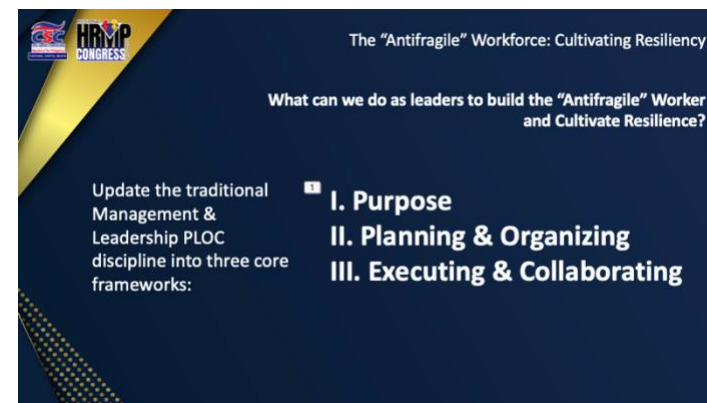 CSC
HRMP
CONGRESS
The “Antifragile” Workforce: Cultivating Resiliency
What can we do as leaders to build the “Antifragile” Worker
and Cultivate Resilience?
Update the traditional
Management &
Leadership PLOC
discipline into three core
frameworks:
1
I. Purpose
II. Planning & Organizing
III. Executing & Collaborating